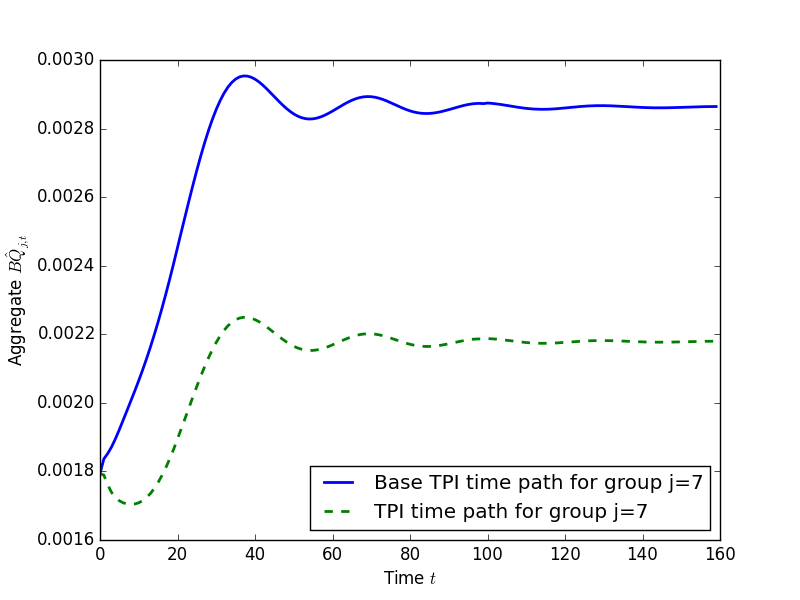 0.0030
0.0028
0.0026
0.0024
0.0022
0.0020
0.0018
0.0016
0 20 40 60 80 100 120 140 160
Aggregate $\hat{BQ}_{j,t}$
Time t
Base TPI time path for group j=7
TPI time path for group j=7